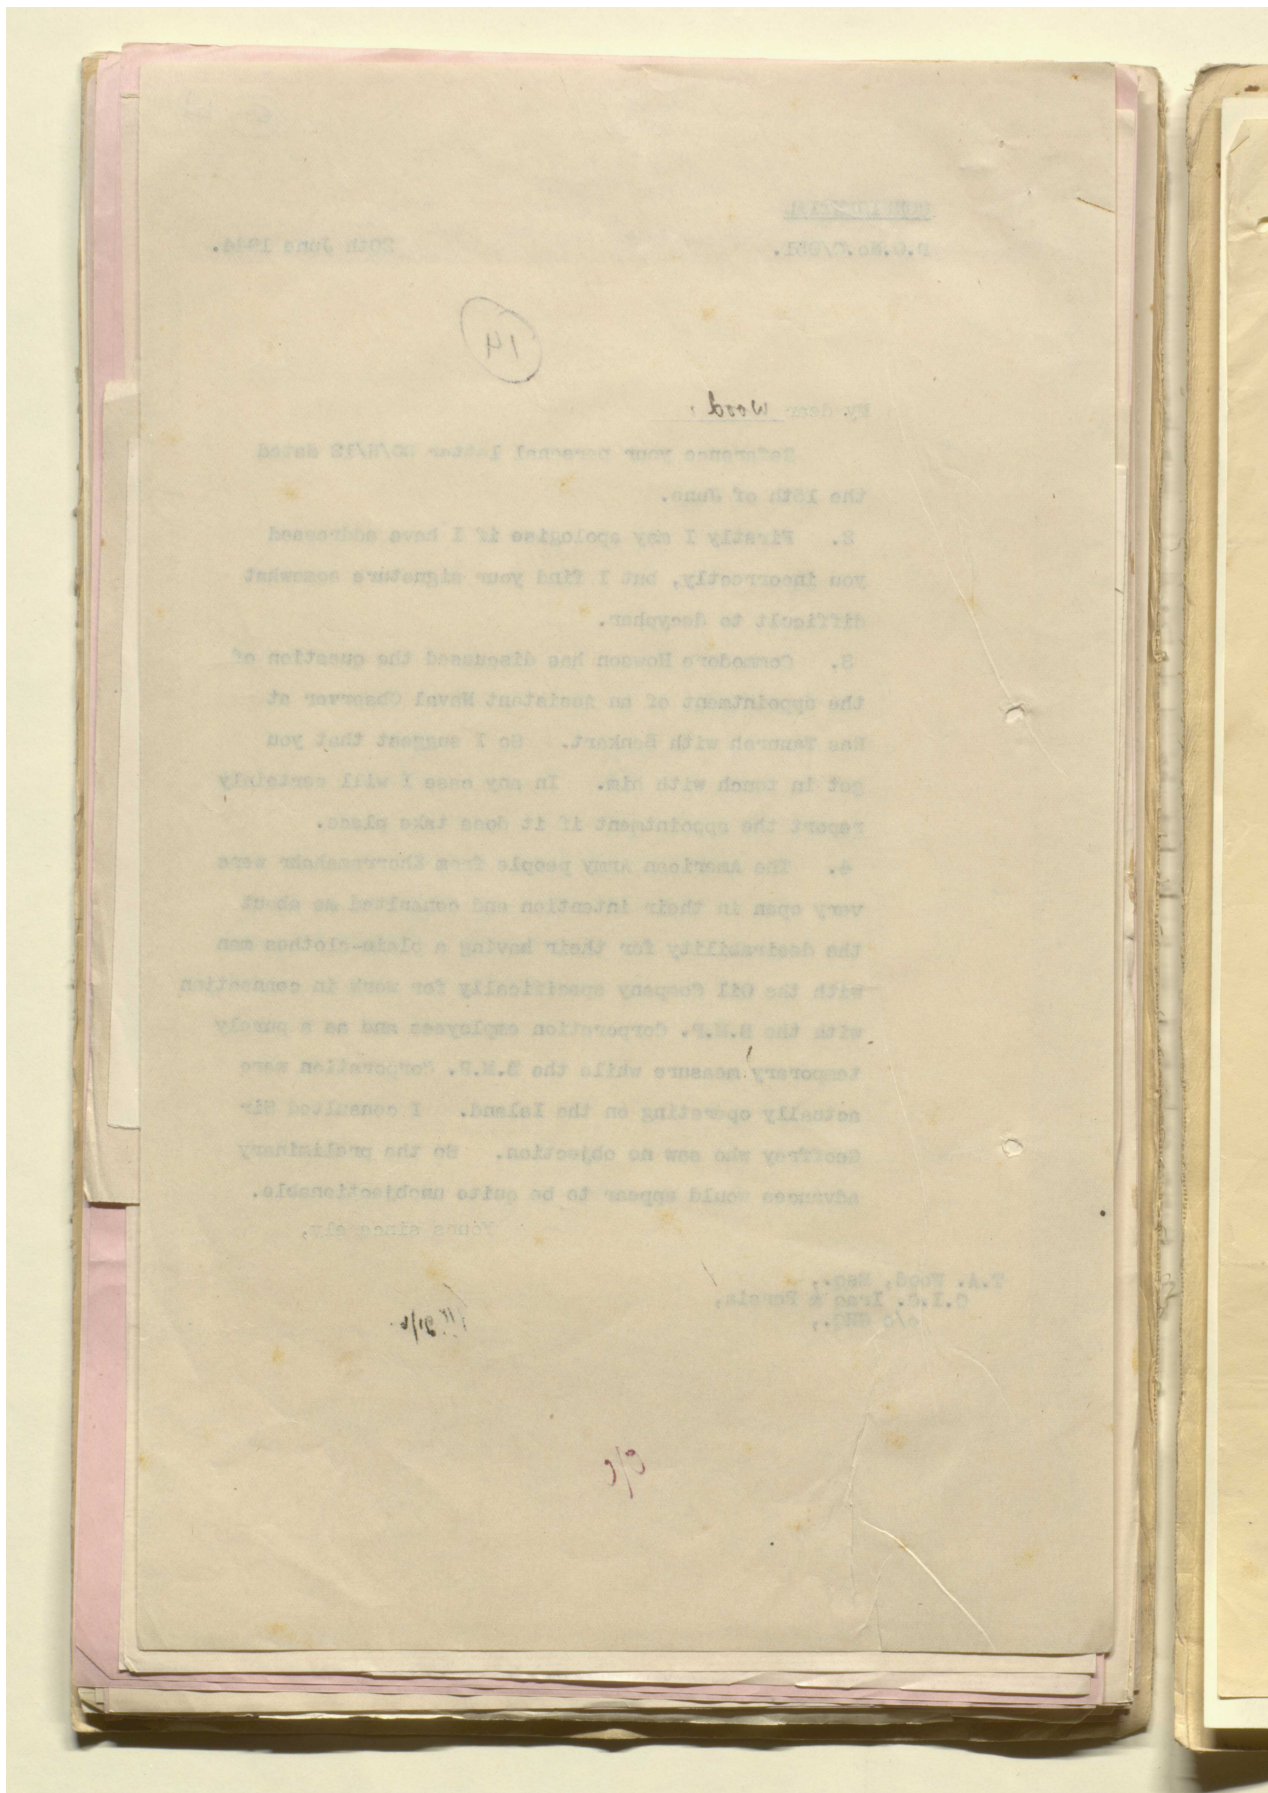 CONFIDENTIAL
D.O.No.C/851.
20th June 1944.
14
My dear Wood,
Reference your personal letter dated
the 15th of June.
2. Firstly I may apologise if I have addressed
you incorrectly, but I find your signature somewhat
difficult to decypher.
3. Commodore Howson has discussed the question of
the appointment of an Assistant Naval Observer at
Ras Tanurah with Benkert. So I suggest that you
get in touch with him. In any case I will certainly
report the appointment if it does take place.
4. The American Army people from Khorramshahr were
very open in their intention and consulted me about
the desirability for their having a plain-clothes man
with the Oil Company specifically for work in connection
with the B.M.P. Corporation employees and as a purely
temporary measure while the B.M.P. Corporation were
actually operating on the Island. I consulted Sir
Geoffrey who saw no objection. So the preliminary
advances would appear to be quite unobjectionable.
Yours sincerely,
Wood, Esq.,
C.I.C. Iraq & Persia,
c/o GHQ.,